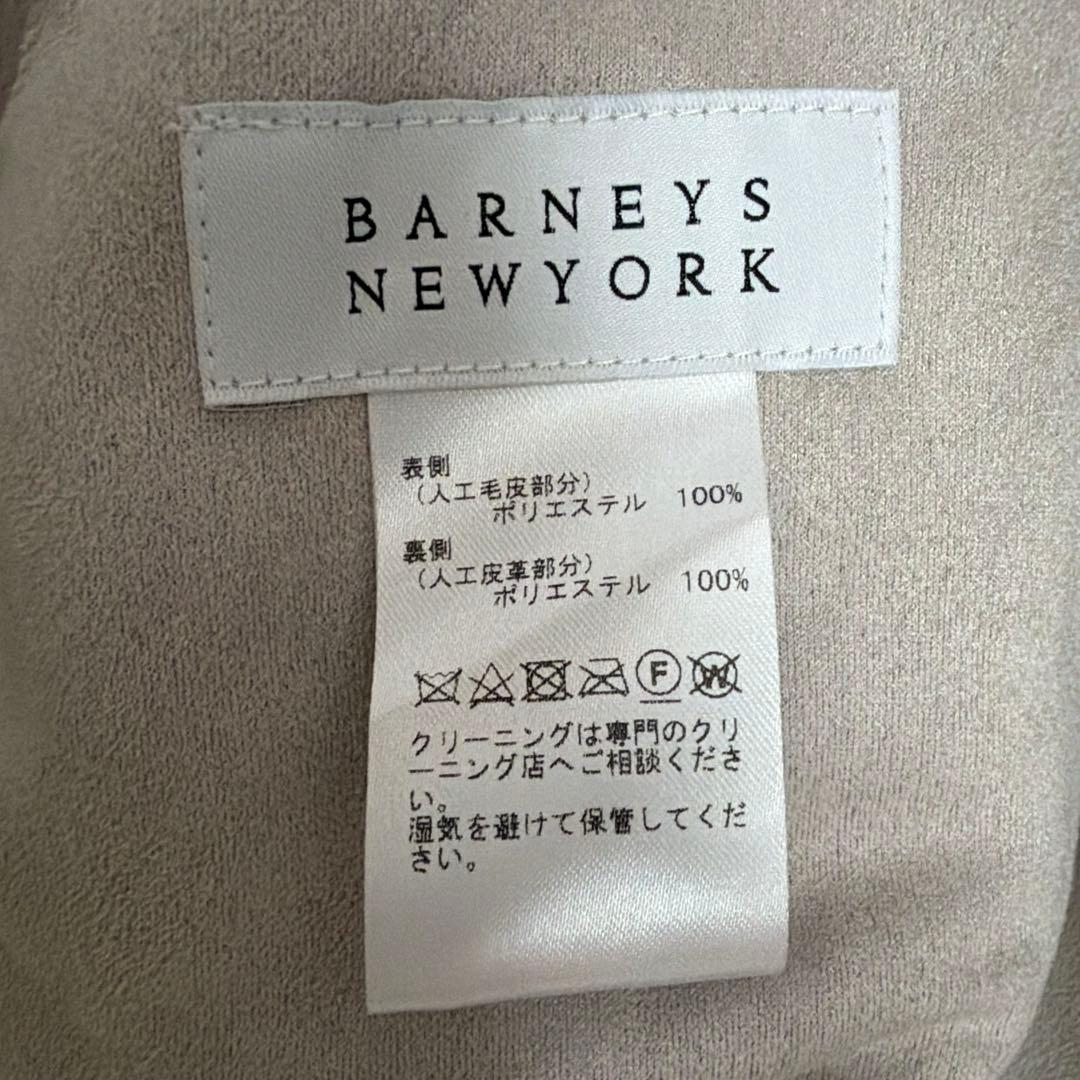 BARNEYS
NEWYORK
表側
（人工毛皮部分）
ポリエステル 100%
裏側
（人工皮革部分）
ポリエステル 100%
F W
クリーニングは専門のクリ
ーニング店へご相談くださ
い。
湿気を避けて保管してくだ
さい。